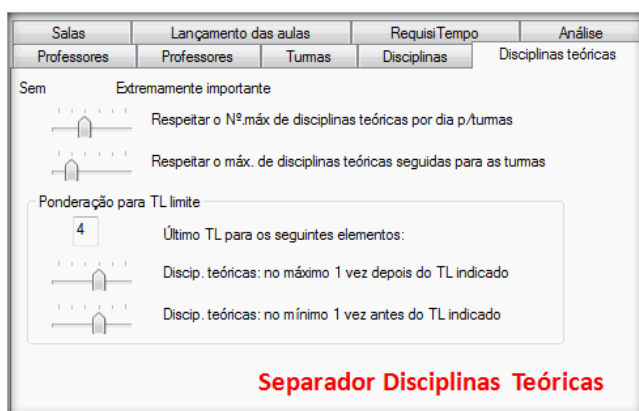 Salas Lançamento das aulas RequisiTempo Análise
Professores Professores Turmas Disciplinas Disciplinas teóricas
Sem Extremamente importante
Respeitar o Nº.máx de disciplinas teóricas por dia p/turmas
Respeitar o máx. de disciplinas teóricas seguidas para as turmas
Ponderação para TL limite
4 Último TL para os seguintes elementos:
Discip. teóricas: no máximo 1 vez depois do TL indicado
Discip. teóricas: no mínimo 1 vez antes do TL indicado
Separador Disciplinas Teóricas